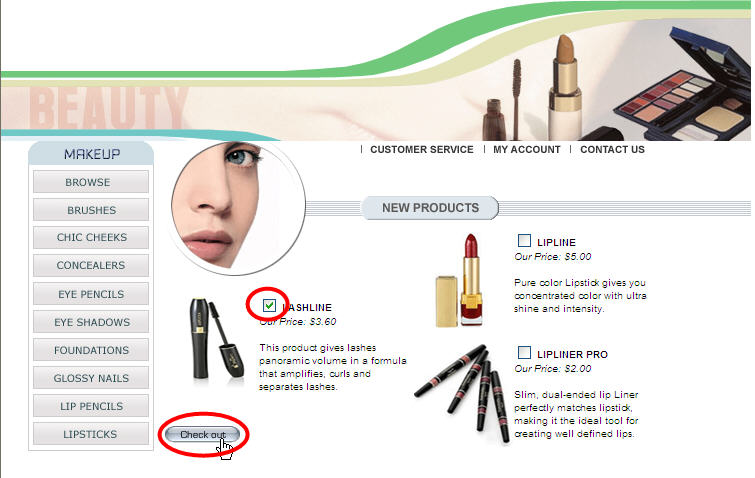 BEAUTY
MAKEUP
BROWSE
BRUSHES
CHIC CHEEKS
CONCEALERS
EYE PENCILS
EYE SHADOWS
FOUNDATIONS
GLOSSY NAILS
LIP PENCILS
LIPSTICKS
CUSTOMER SERVICE
MY ACCOUNT
CONTACT US
NEW PRODUCTS
LASHLINE
Our Price: $3.60
This product gives lashes
panoramic volume in a formula
that amplifies, curls and
separates lashes.
Check out
LIPLINE
Our Price: $5.00
Pure color Lipstick gives you
concentrated color with ultra
shine and intensity.
LIPLINER PRO
Our Price: $2.00
Slim, dual-ended lip Liner
perfectly matches lipstick,
making it the ideal tool for
creating well defined lips.